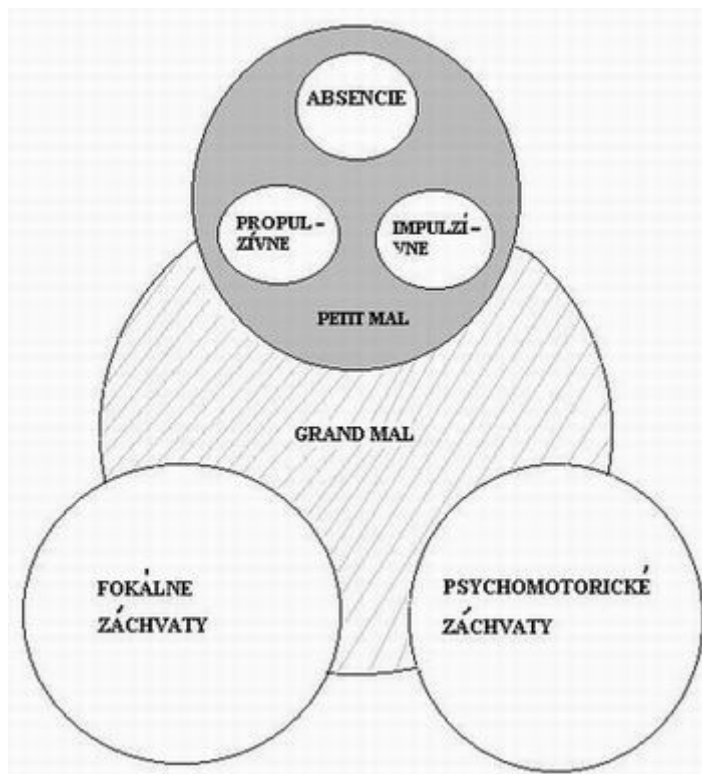 ABSENCIE
PROPUL –
ZÍVNE
IMPULZÍ –
VNE
PETIT MAL
GRAND MAL
FOKÁLNE
ZÁCHVATY
PSYCHOMOTORICKÉ
ZÁCHVATY